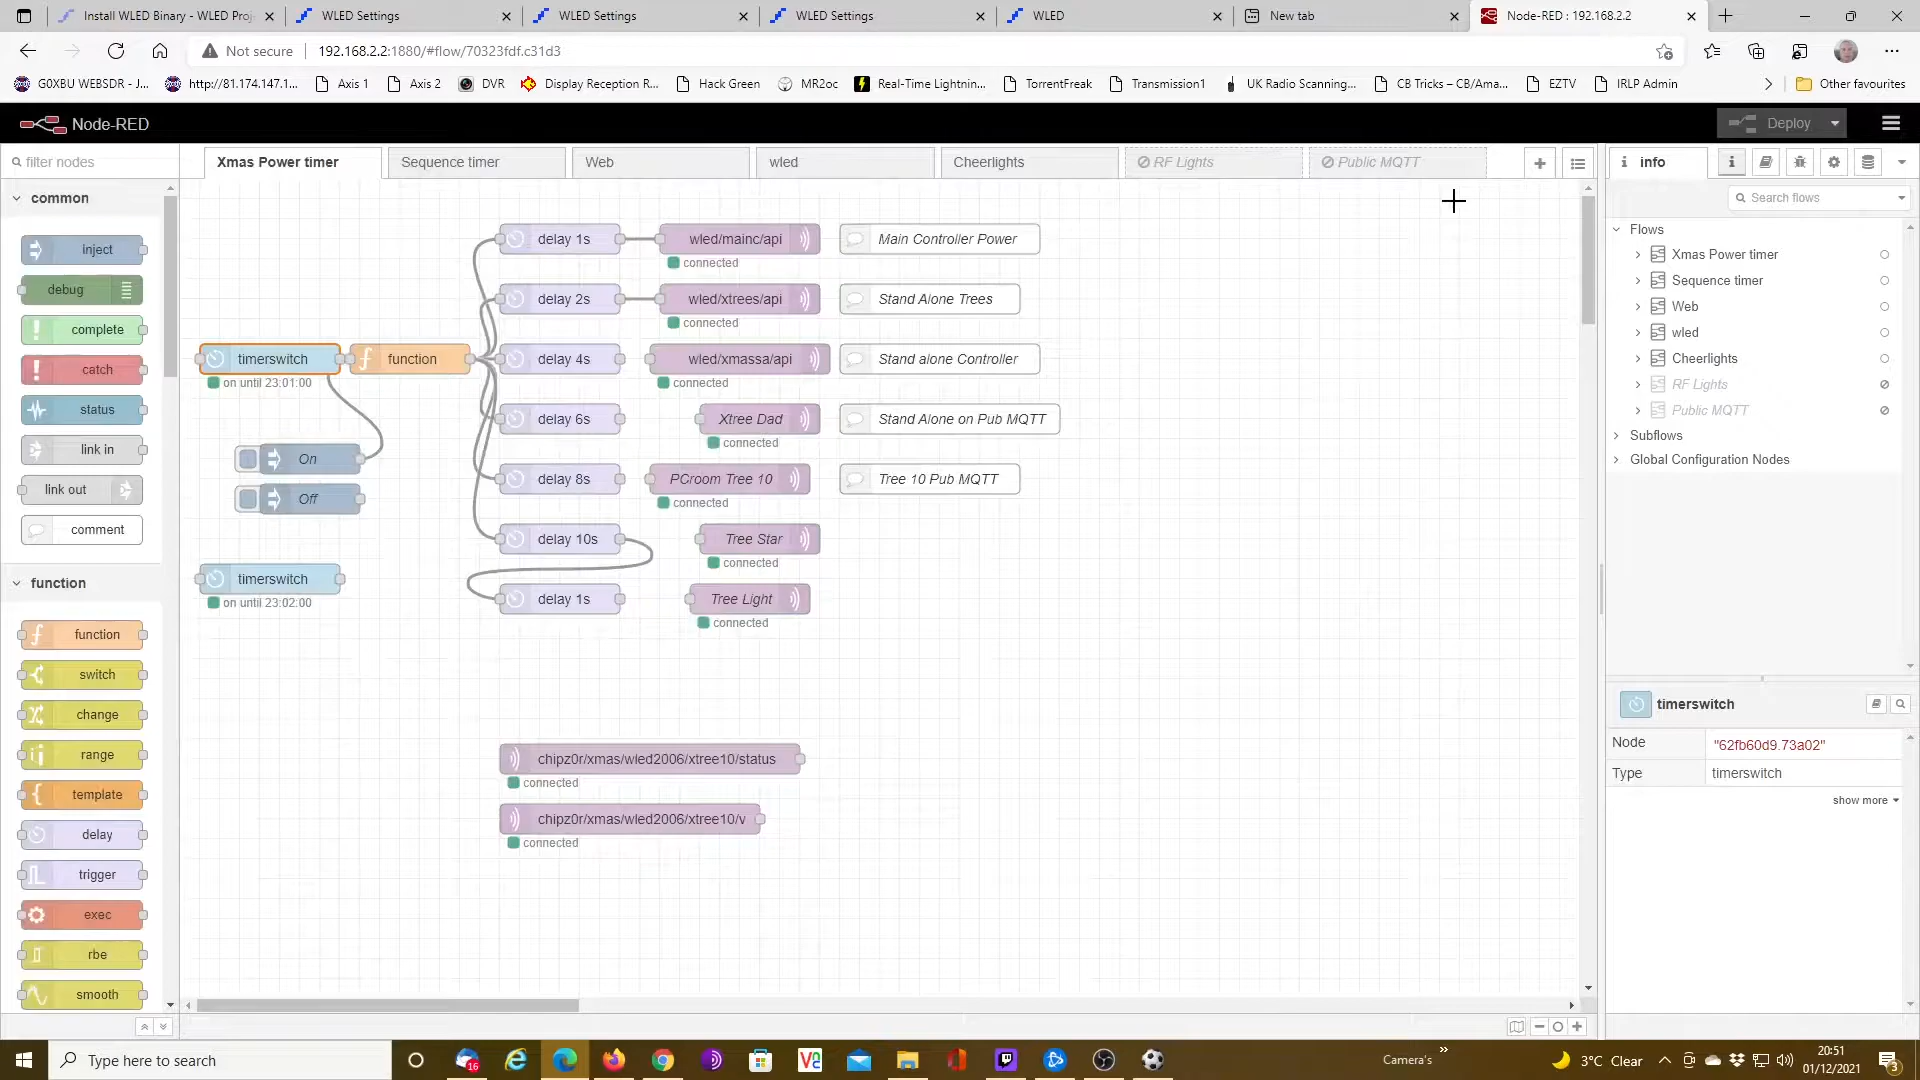 Install WLED Binary - WLED Proj
WLED Settings
WLED Settings
WLED Settings
WLED
New tab
Node-RED : 192.168.2.2
Not secure
192.168.2.2:1880/#flow/70323fdf.c31d3
G0XBU WEBSDR - J...
http://81.174.147.1...
Axis 1
Axis 2
DVR
Display Reception R...
Hack Green
MR2oc
Real-Time Lightnin...
TorrentFreak
Transmission1
UK Radio Scanning...
CB Tricks – CB/Ama...
EZTV
IRLP Admin
Other favourites
Node-RED
Deploy
filter nodes
Xmas Power timer
Sequence timer
Web
wled
Cheerlights
RF Lights
Public MQTT
i info
common
inject
debug
complete
catch
status
link in
link out
comment
function
function
switch
change
range
template
delay
trigger
exec
rbe
smooth
delay 1s
wled/mainc/api
Main Controller Power
connected
delay 2s
wled/xtrees/api
Stand Alone Trees
connected
timerswitch
function
delay 4s
wled/xmassa/api
Stand alone Controller
on until 23:01:00
connected
delay 6s
Xtree Dad
Stand Alone on Pub MQTT
connected
On
delay 8s
PCroom Tree 10
Tree 10 Pub MQTT
Off
connected
delay 10s
Tree Star
connected
timerswitch
delay 1s
Tree Light
on until 23:02:00
connected
chipz0r/xmas/wled2006/xtree10/status
connected
chipz0r/xmas/wled2006/xtree10/v
connected
Search flows
Flows
Xmas Power timer
Sequence timer
Web
wled
Cheerlights
RF Lights
Public MQTT
Subflows
Global Configuration Nodes
timerswitch
Node
"62fb60d9.73a02"
Type
timerswitch
show more
Type here to search
16
Camera's
3°C Clear
20:51
01/12/2021
3